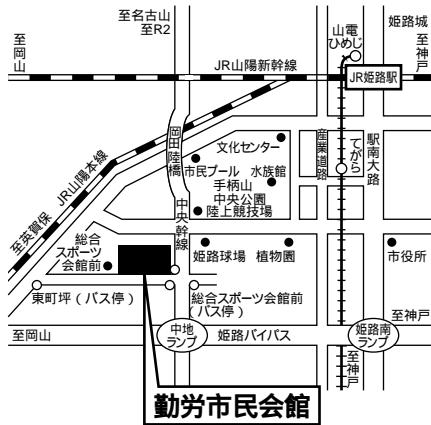 至名古山
至R2
山電
ひめじ
姫路城
至岡山
至神戸
JR山陽新幹線
JR姫路駅
岡田陸橋
文化センター
産業道路
てがら
駅南大路
JR山陽本線
市民プール
水族館
手柄山
中央公園
陸上競技場
至英賀保
中央幹線
総合
スポーツ
会館前
姫路球場
植物園
市役所
東町坪(バス停)
総合スポーツ会館前
(バス停)
至岡山
中地
ランプ
姫路バイパス
姫路南
ランプ
至神戸
至神戸
勤労市民会館